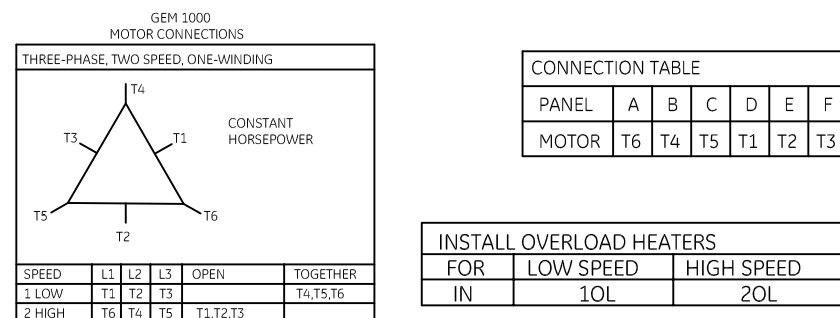 GEM 1000
MOTOR CONNECTIONS
THREE-PHASE, TWO SPEED, ONE-WINDING
T4
CONSTANT
HORSEPOWER
T3
T1
T5
T6
T2
SPEED L1 L2 L3 OPEN TOGETHER
1 LOW T1 T2 T3 T4,T5,T6
2 HIGH T6 T4 T5 T1,T2,T3
CONNECTION TABLE
PANEL A B C D E F
MOTOR T6 T4 T5 T1 T2 T3
INSTALL OVERLOAD HEATERS
FOR LOW SPEED HIGH SPEED
IN 1OL 2OL